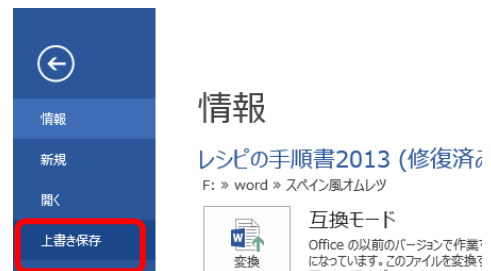 情報
情報
新規
レシピの手順書2013 (修復済み
F: » word » スペイン風オムレツ
開く
上書き保存
互換モード
Office の以前のバージョンで作業す
変換
になっています。このファイルを変換す